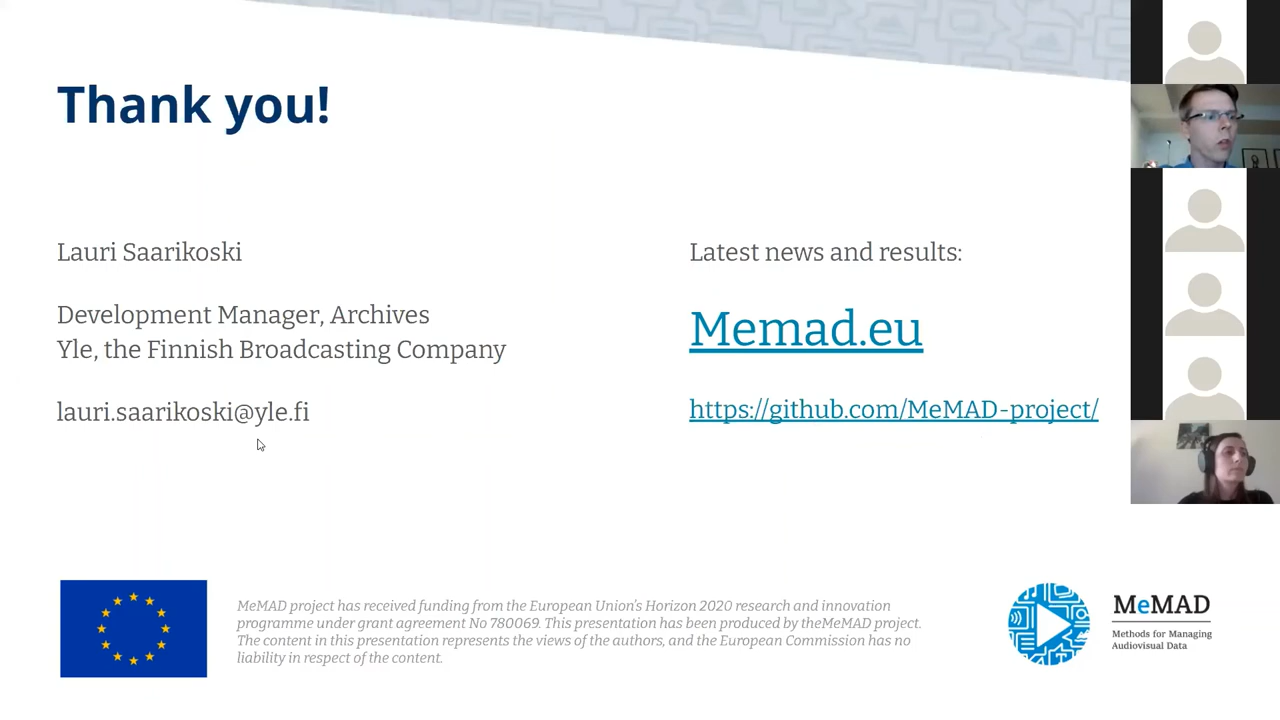 Thank you!
Lauri Saarikoski
Development Manager, Archives
Yle, the Finnish Broadcasting Company
lauri.saarikoski@yle.fi
Latest news and results:
Memad.eu
https://github.com/MeMAD-project/
MeMAD project has received funding from the European Union's Horizon 2020 research and innovation
programme under grant agreement No 780069. This presentation has been produced by theMeMAD project.
The content in this presentation represents the views of the authors, and the European Commission has no
liability in respect of the content.
MeMAD
Methods for Managing
Audiovisual Data